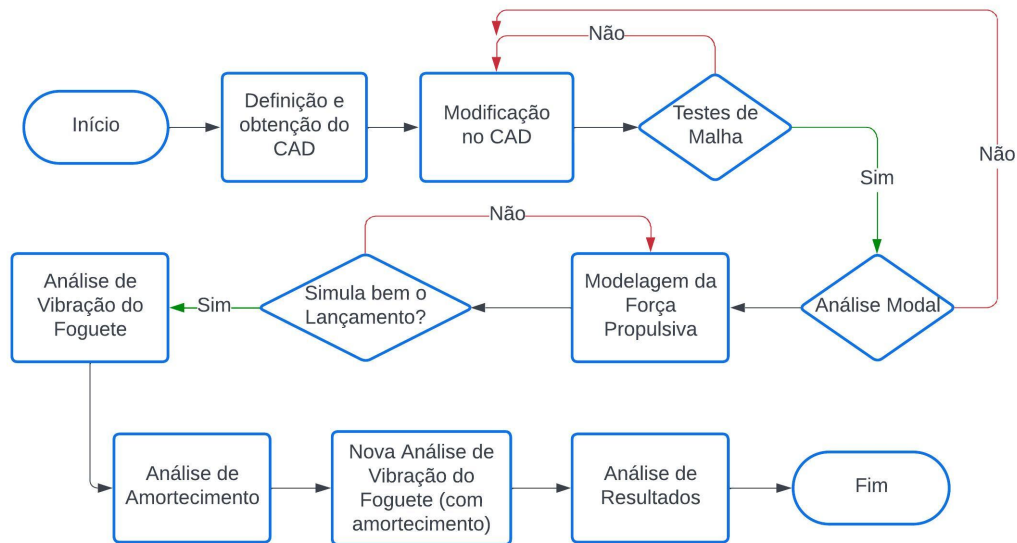 Início
Definição e
obtenção do
CAD
Modificação
no CAD
Não
Testes de
Malha
Sim
Não
Análise Modal
Modelagem da
Força
Propulsiva
Não
Simula bem o
Lançamento?
Sim
Análise de
Vibração do
Foguete
Análise de
Amortecimento
Nova Análise de
Vibração do
Foguete (com
amortecimento)
Análise de
Resultados
Fim